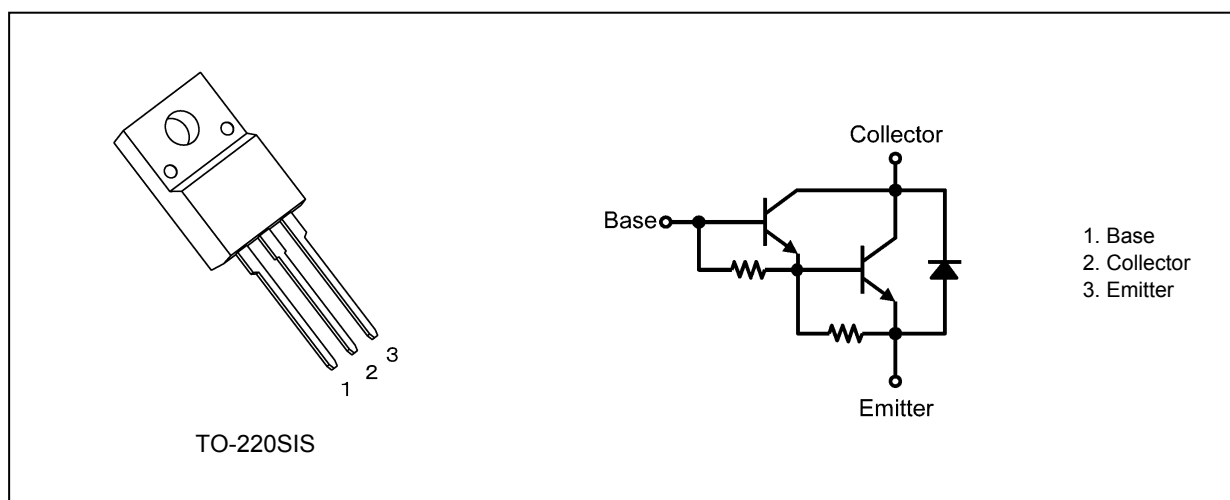 1
2
3
TO-220SIS
Collector
Base
Emitter
1. Base
2. Collector
3. Emitter